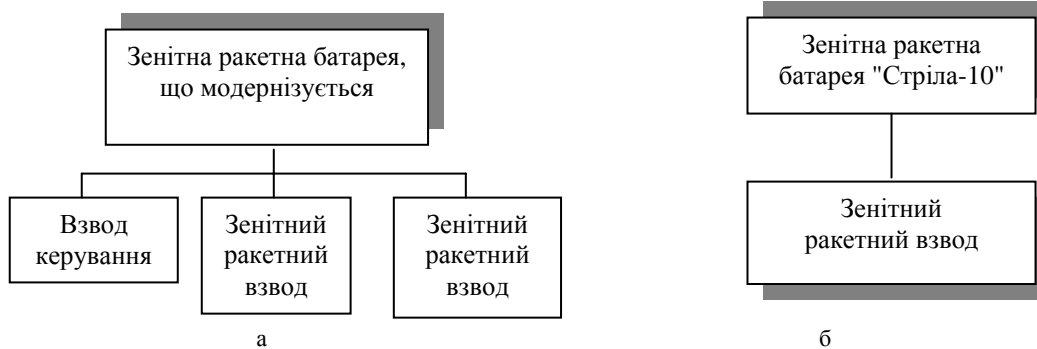 Зенітна ракетна батарея,
що модернізується
Взвод
керування
Зенітний
ракетний
взвод
Зенітний
ракетний
взвод
а
Зенітна ракетна
батарея "Стріла-10"
Зенітний
ракетний взвод
б